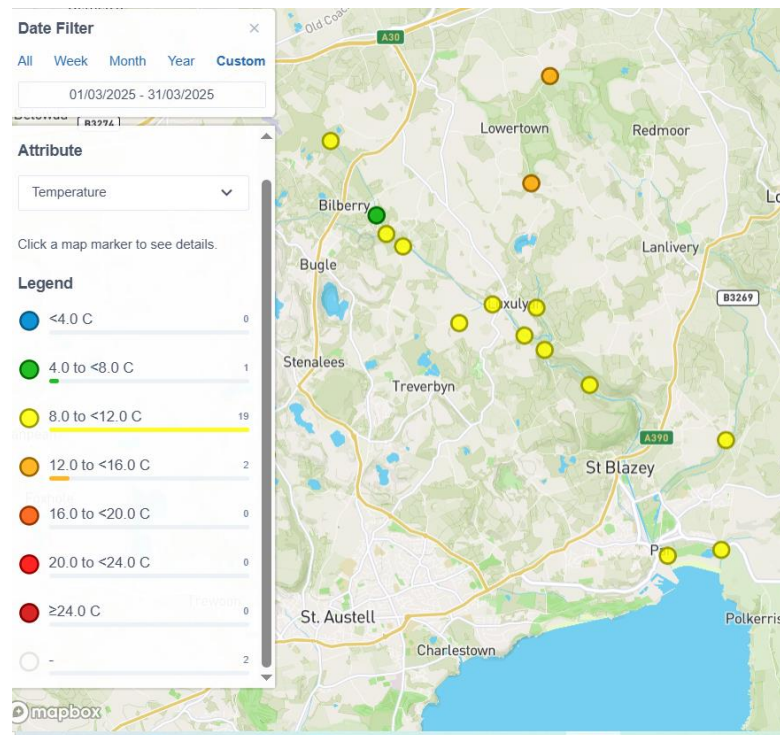 Date Filter
×
All Week Month Year Custom
01/03/2025 - 31/03/2025
B3274
Attribute
Temperature
Click a map marker to see details.
Legend
<4.0 C 0
4.0 to <8.0 C 1
8.0 to <12.0 C 19
12.0 to <16.0 C 2
16.0 to <20.0 C 0
20.0 to <24.0 C 0
≥24.0 C 0
- 2
mapbox
Old Coac
A30
Lowertown
Redmoor
Bilberry
Lanlivery
Bugle
B3269
uxuly
Stenalees
Treverbyn
A390
St Blazey
P
St. Austell
Polkerris
Charlestown